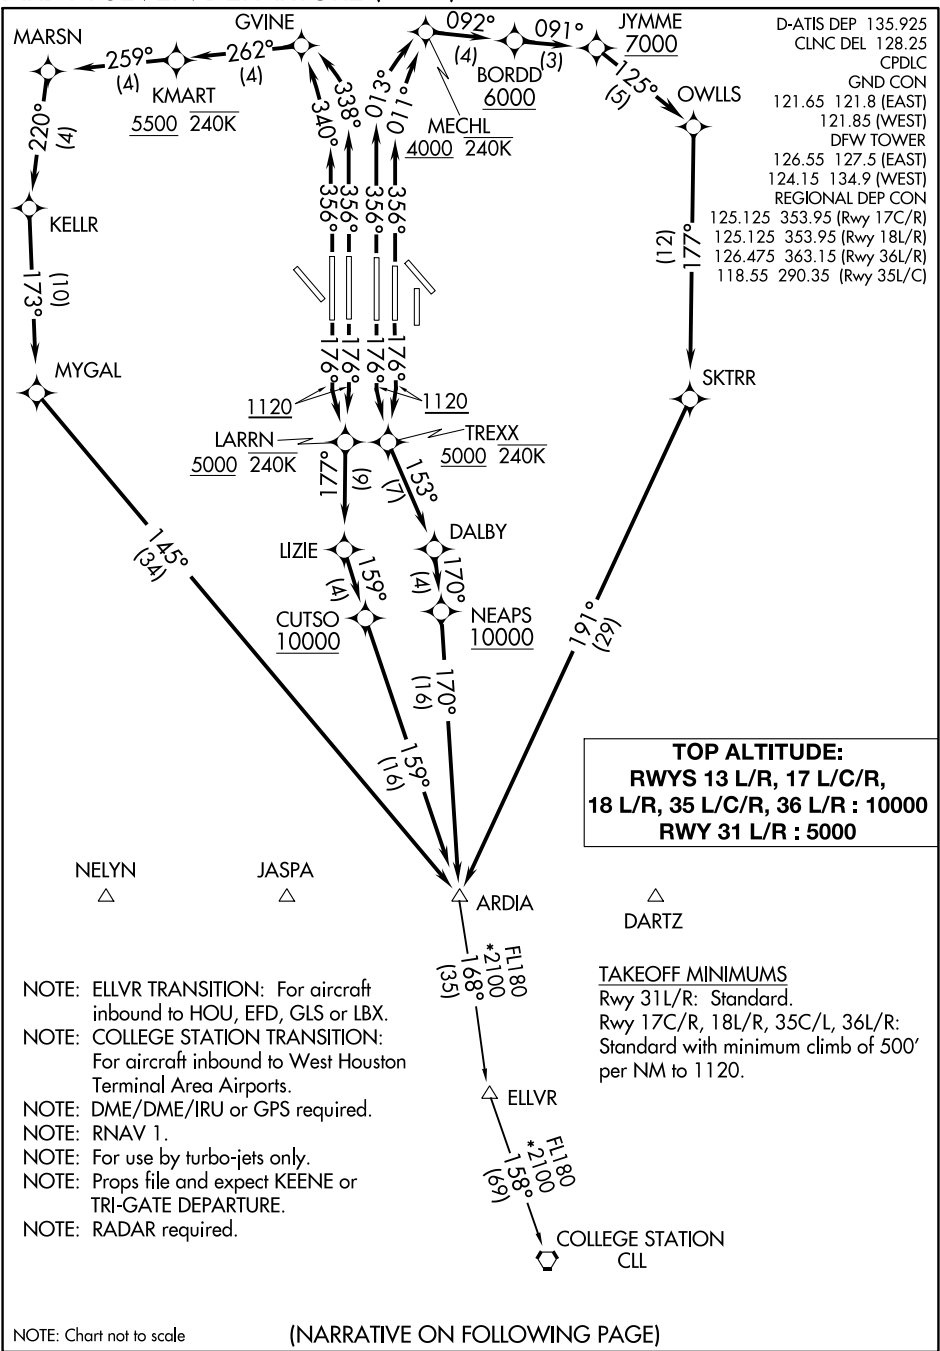 GVINE
MARSN
259°
(4)
262°
(4)
KMART
5500 240K
220°
(4)
KELLR
173°
(10)
MYGAL
340°
338°
013°
011°
356°
356°
356°
356°
092°
(4)
BORDD
6000
091°
(3)
JYMME
7000
125°
(5)
OWLLS
MECHL
4000 240K
177°
(12)
SKTRR
D-ATIS DEP 135.925
CLNC DEL 128.25
CPDLC
GND CON
121.65 121.8 (EAST)
121.85 (WEST)
DFW TOWER
126.55 127.5 (EAST)
124.15 134.9 (WEST)
REGIONAL DEP CON
125.125 353.95 (Rwy 17C/R)
125.125 353.95 (Rwy 18L/R)
126.475 363.15 (Rwy 36L/R)
118.55 290.35 (Rwy 35L/C)
176°
176°
176°
176°
1120
1120
LARRN
5000 240K
TREXX
5000 240K
177°
(9)
153°
(7)
LIZIE
DALBY
159°
(4)
170°
(4)
CUTSO
10000
NEAPS
10000
145°
(34)
159°
(16)
170°
(16)
191°
(29)
TOP ALTITUDE:
RWYS 13 L/R, 17 L/C/R,
18 L/R, 35 L/C/R, 36 L/R : 10000
RWY 31 L/R : 5000
NELYN
JASPA
ARDIA
DARTZ
FL180
*2100
168°
(35)
ELLVR
FL180
*2100
158°
(69)
COLLEGE STATION
CLL
NOTE: ELLVR TRANSITION: For aircraft
inbound to HOU, EFD, GLS or LBX.
NOTE: COLLEGE STATION TRANSITION:
For aircraft inbound to West Houston
Terminal Area Airports.
NOTE: DME/DME/IRU or GPS required.
NOTE: RNAV 1.
NOTE: For use by turbo-jets only.
NOTE: Props file and expect KEENE or
TRI-GATE DEPARTURE.
NOTE: RADAR required.
TAKEOFF MINIMUMS
Rwy 31L/R: Standard.
Rwy 17C/R, 18L/R, 35C/L, 36L/R:
Standard with minimum climb of 500'
per NM to 1120.
NOTE: Chart not to scale
(NARRATIVE ON FOLLOWING PAGE)